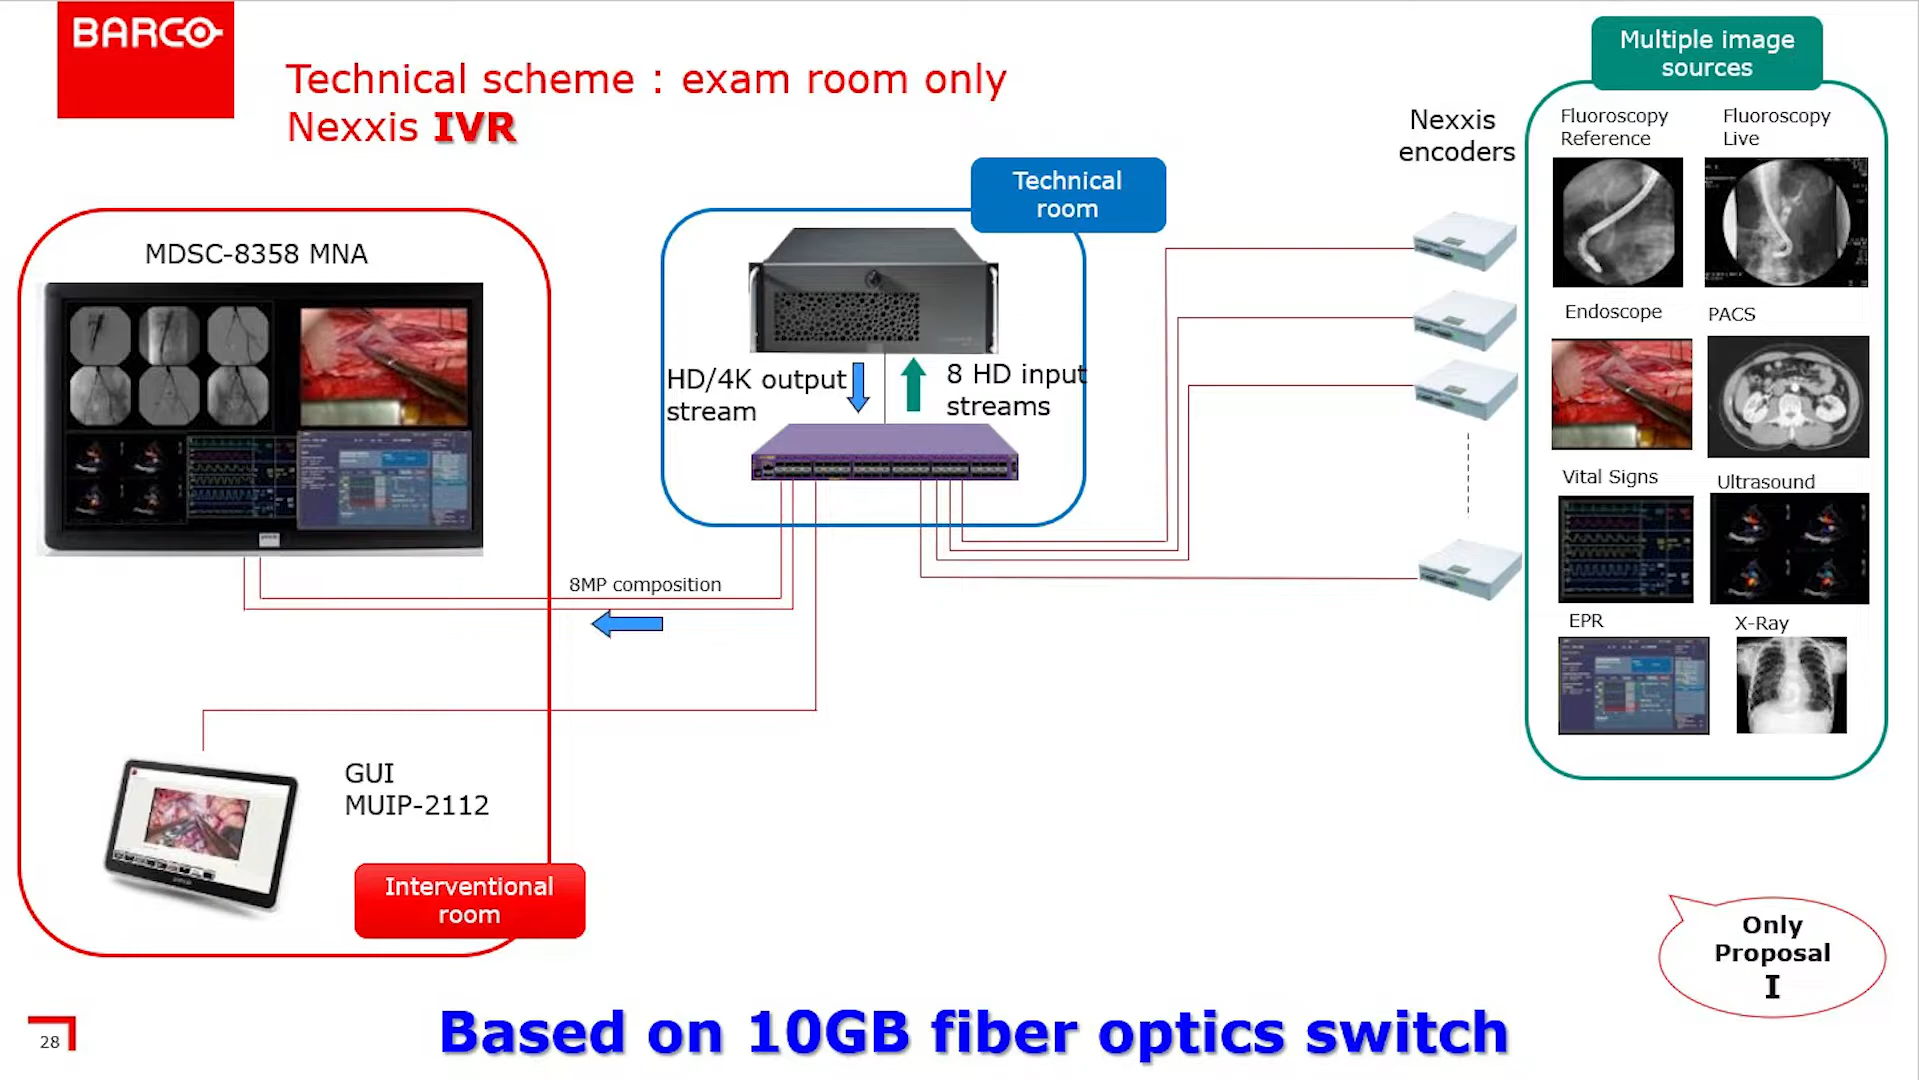 BARCO
Technical scheme : exam room only
Nexxis IVR
Multiple image
sources
Nexxis
encoders
Fluoroscopy
Reference
Fluoroscopy
Live
Technical
room
MDSC-8358 MNA
Endoscope
PACS
HD/4K output
stream
8 HD input
streams
Vital Signs
Ultrasound
8MP composition
EPR
X-Ray
GUI
MUIP-2112
Interventional
room
Only
Proposal
I
Based on 10GB fiber optics switch
28